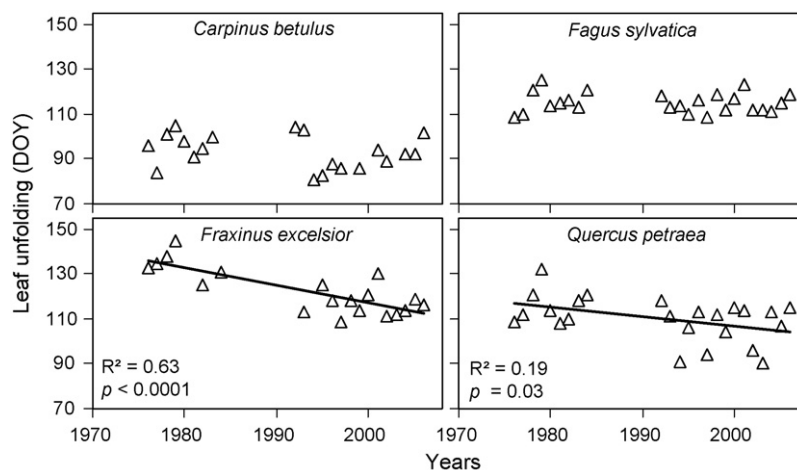 155
130
110
90
70
Carpinus betulus
Fagus sylvatica
Leaf unfolding (DOY)
150
130
110
90
70
Fraxinus excelsior
R² = 0.63
p < 0.0001
Quercus petraea
R² = 0.19
p = 0.03
1970 1980 1990 2000
1970 1980 1990 2000
Years